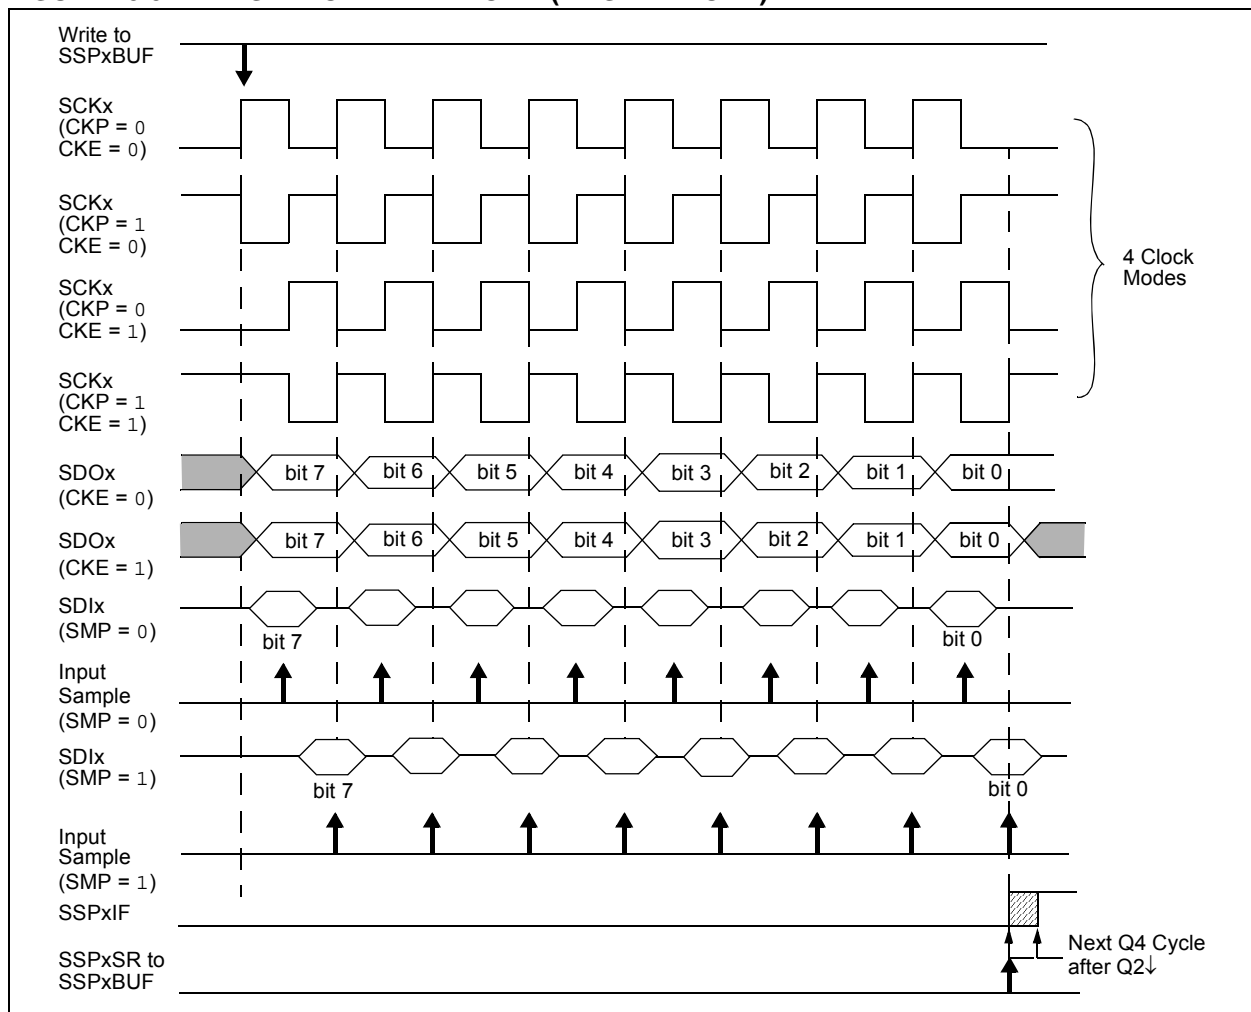 Write to
SSPxBUF
SCKx
(CKP = 0
CKE = 0)
SCKx
(CKP = 1
CKE = 0)
4 Clock
Modes
SCKx
(CKP = 0
CKE = 1)
SCKx
(CKP = 1
CKE = 1)
SDOx
(CKE = 0)
bit 7 bit 6 bit 5 bit 4 bit 3 bit 2 bit 1 bit 0
SDOx
(CKE = 1)
bit 7 bit 6 bit 5 bit 4 bit 3 bit 2 bit 1 bit 0
SDIx
(SMP = 0)
bit 7 bit 0
Input
Sample
(SMP = 0)
SDIx
(SMP = 1)
bit 7 bit 0
Input
Sample
(SMP = 1)
SSPxIF
Next Q4 Cycle
after Q2↓
SSPxSR to
SSPxBUF